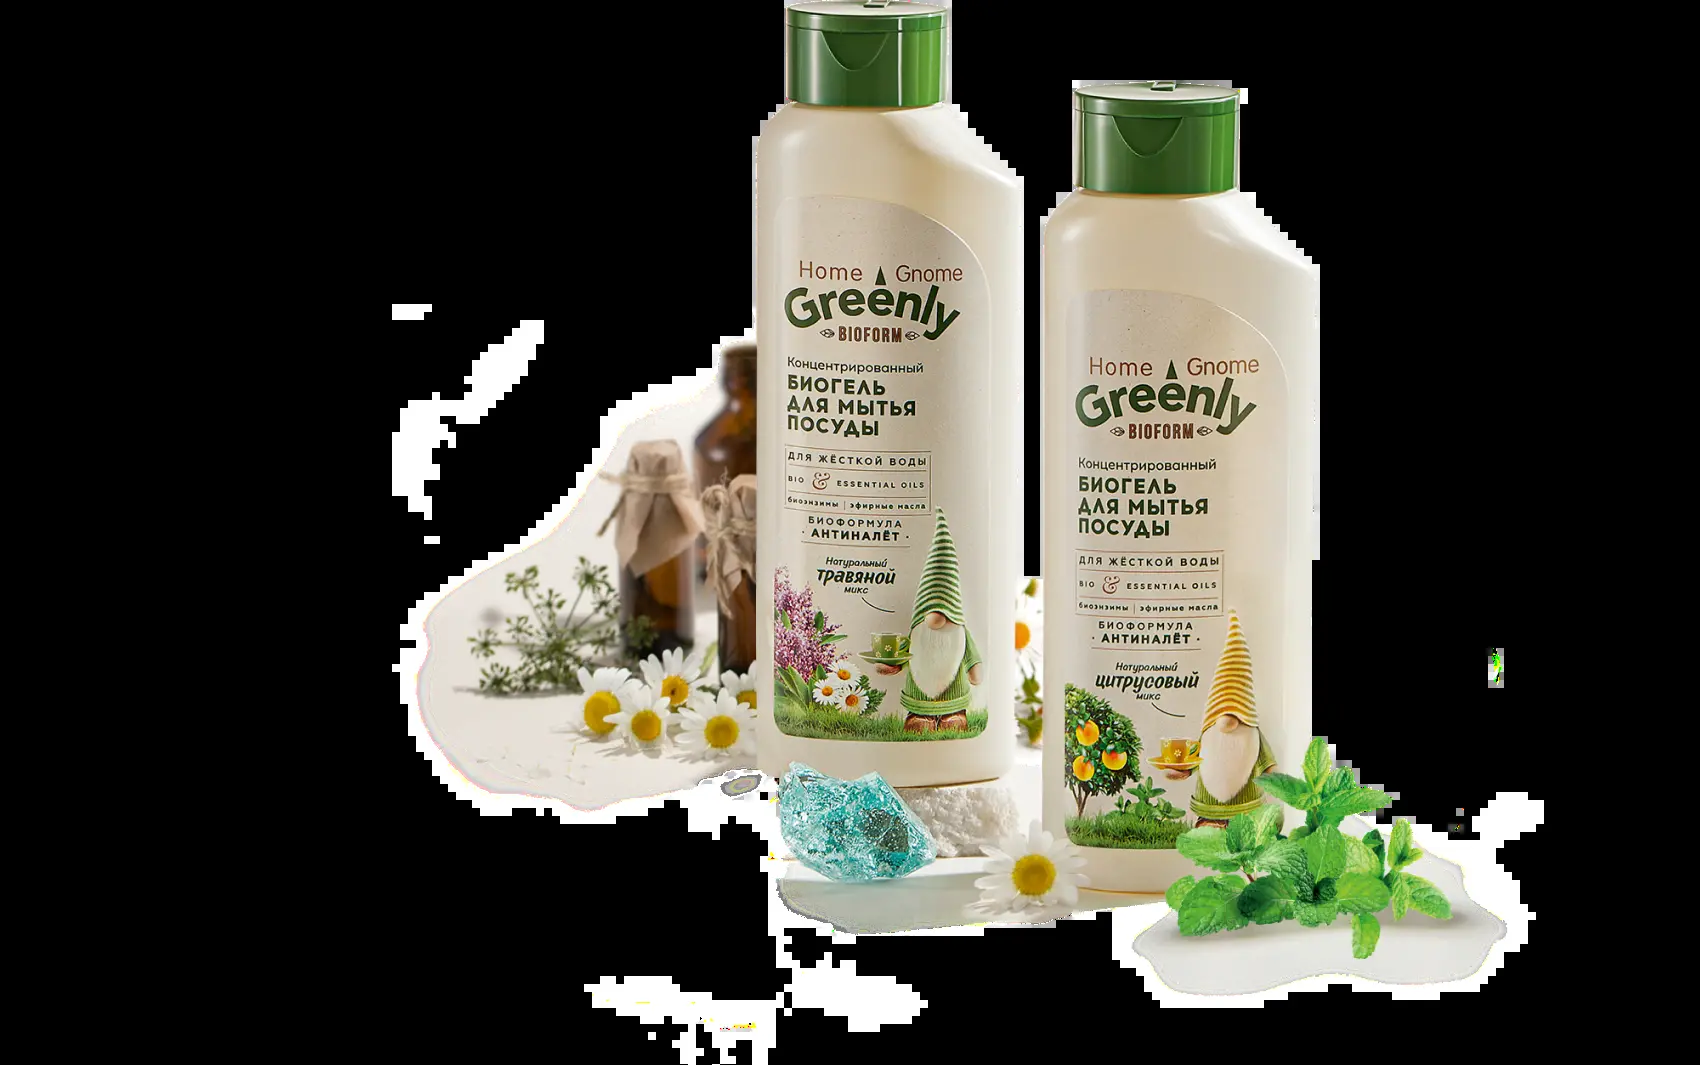 Home Gnome
Greenly
BIOFORM
Концентрированный
БИОГЕЛЬ
ДЛЯ МЫТЬЯ
ПОСУДЫ
ДЛЯ ЖЁСТКОЙ ВОДЫ
BIO & ESSENTIAL OILS
биоэнзимы | эфирные масла
БИОФОРМУЛА
· АНТИНАЛЁТ ·
Натуральный
травяной
микс
Home Gnome
Greenly
BIOFORM
Концентрированный
БИОГЕЛЬ
ДЛЯ МЫТЬЯ
ПОСУДЫ
ДЛЯ ЖЁСТКОЙ ВОДЫ
BIO & ESSENTIAL OILS
биоэнзимы | эфирные масла
БИОФОРМУЛА
· АНТИНАЛЁТ ·
Натуральный
цитрусовый
микс